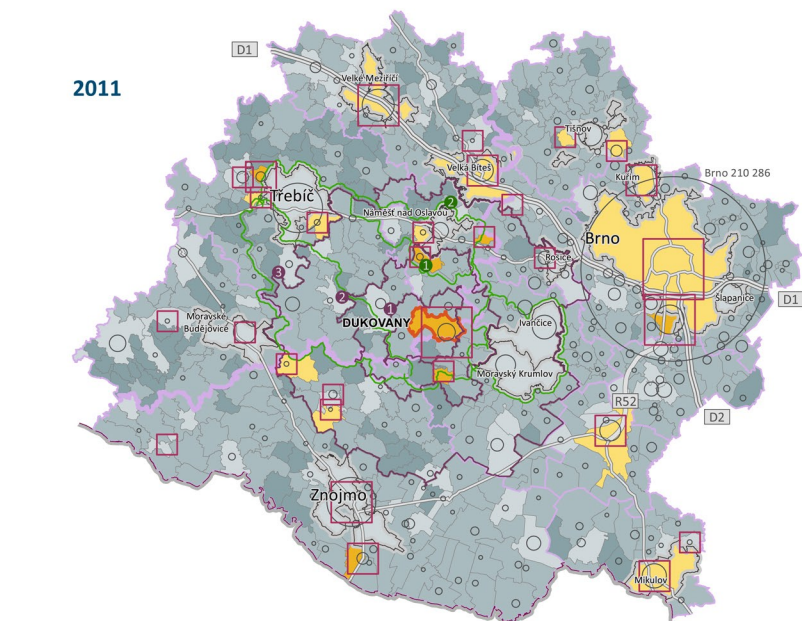 D1
2011
Velké Meziříčí
Tišnov
Velká Bíteš
Kuřim
Brno 210 286
Třebíč
2
Náměšť nad Oslavou
Brno
Rosice
1
3
2
Šlapanice
D1
1
Moravské
Budějovice
DUKOVANY
Ivančice
Moravský Krumlov
R52
D2
Znojmo
Mikulov